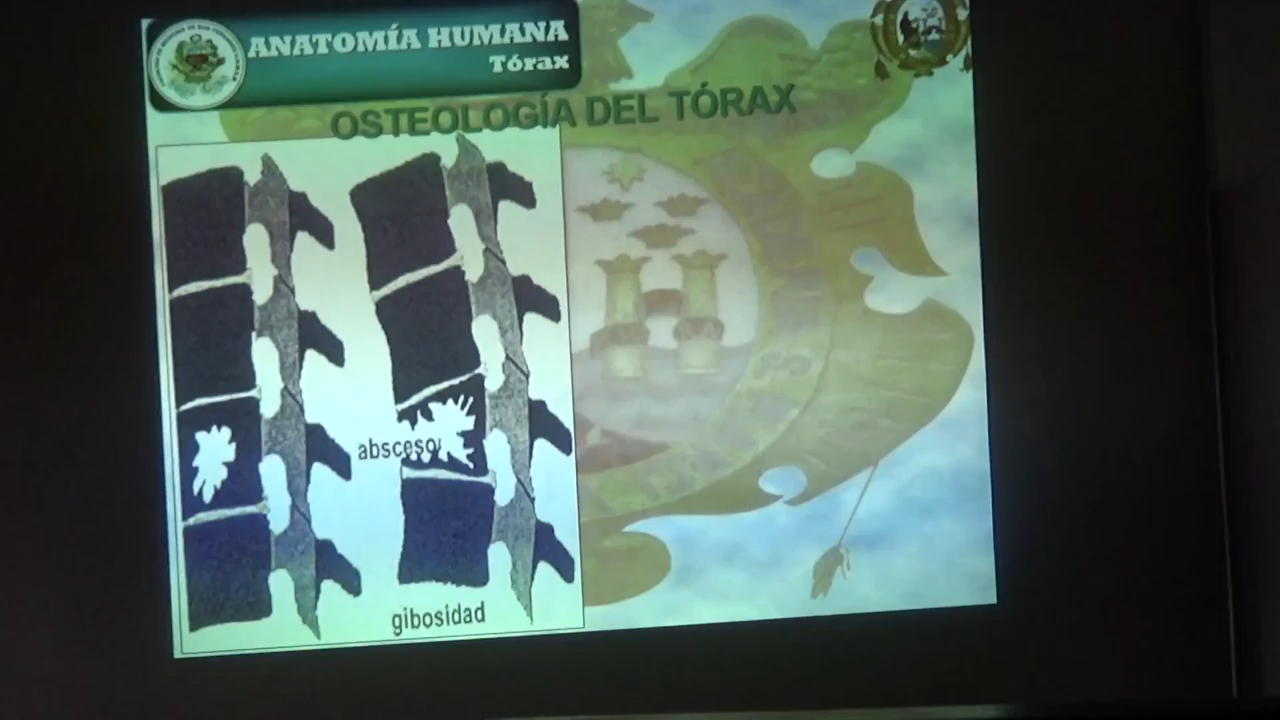 ANATOMÍA HUMANA
Tórax
OSTEOLOGÍA DEL TÓRAX
absceso
gibosidad